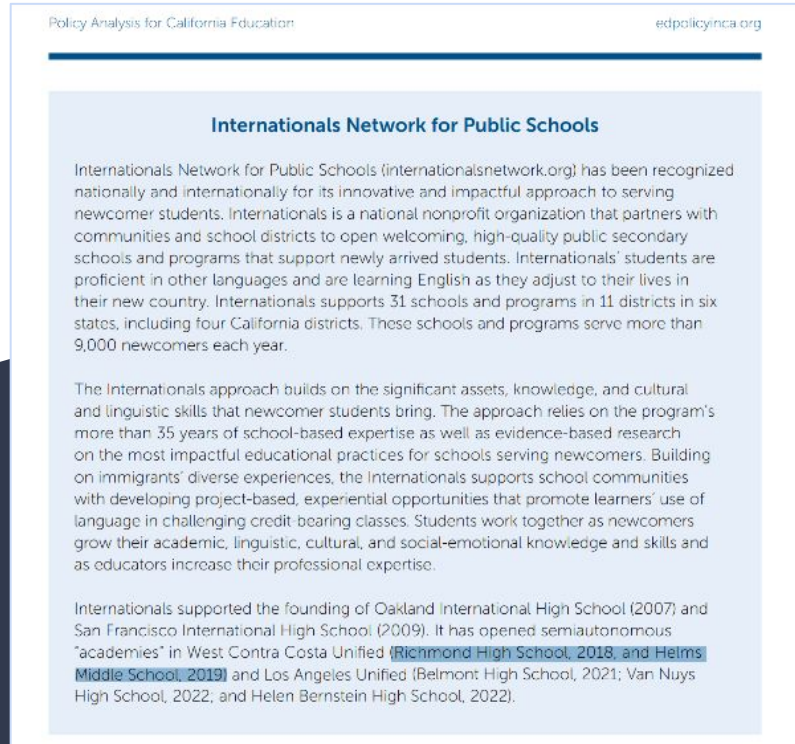 Policy Analysis for California Education
edpolicyinca.org
Internationals Network for Public Schools
Internationals Network for Public Schools (internationalsnetwork.org) has been recognized
nationally and internationally for its innovative and impactful approach to serving
newcomer students. Internationals is a national nonprofit organization that partners with
communities and school districts to open welcoming, high-quality public secondary
schools and programs that support newly arrived students. Internationals' students are
proficient in other languages and are learning English as they adjust to their lives in
their new country. Internationals supports 31 schools and programs in 11 districts in six
states, including four California districts. These schools and programs serve more than
9,000 newcomers each year.
The Internationals approach builds on the significant assets, knowledge, and cultural
and linguistic skills that newcomer students bring. The approach relies on the program's
more than 35 years of school-based expertise as well as evidence-based research
on the most impactful educational practices for schools serving newcomers. Building
on immigrants' diverse experiences, the Internationals supports school communities
with developing project-based, experiential opportunities that promote learners' use of
language in challenging credit-bearing classes. Students work together as newcomers
grow their academic, linguistic, cultural, and social-emotional knowledge and skills and
as educators increase their professional expertise.
Internationals supported the founding of Oakland International High School (2007) and
San Francisco International High School (2009). It has opened semiautonomous
"academies" in West Contra Costa Unified (Richmond High School, 2018, and Helms
Middle School, 2019) and Los Angeles Unified (Belmont High School, 2021; Van Nuys
High School, 2022; and Helen Bernstein High School, 2022).